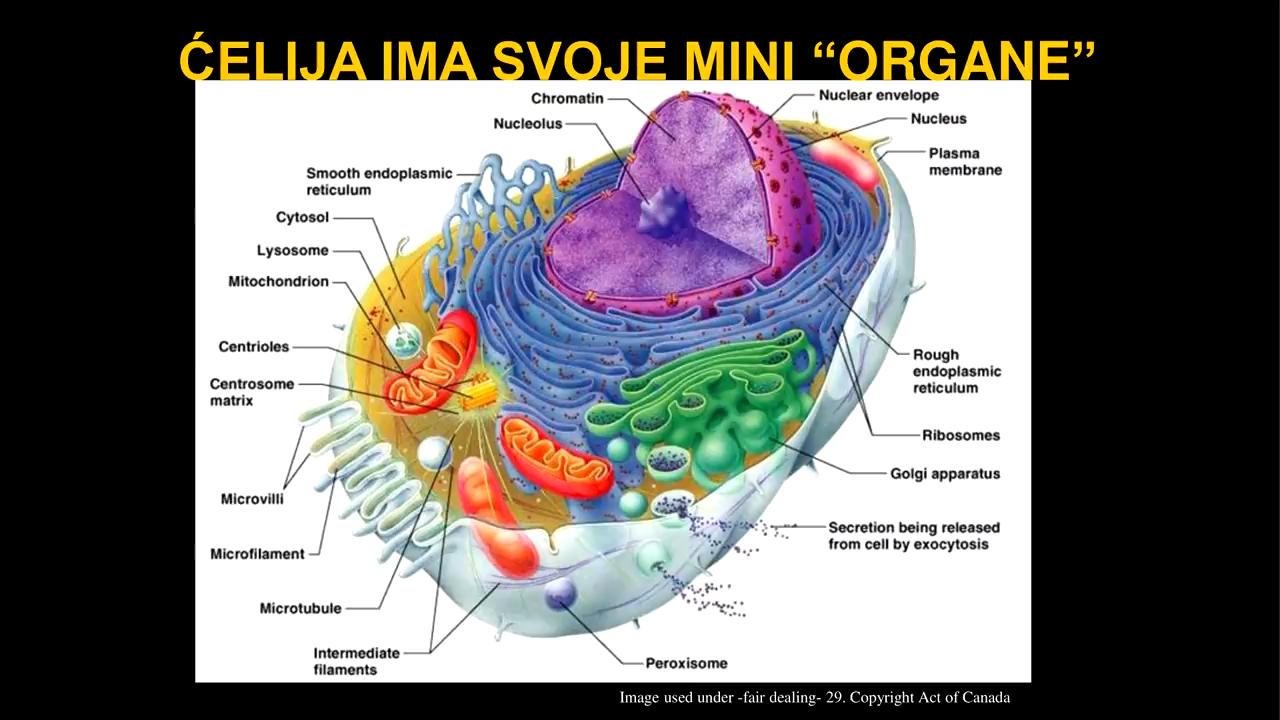 ĆELIJA IMA SVOJE MINI “ORGANE”
Chromatin
Nucleolus
Smooth endoplasmic
reticulum
Cytosol
Lysosome
Mitochondrion
Centrioles
Centrosome
matrix
Microvilli
Microfilament
Microtubule
Intermediate
filaments
Nuclear envelope
Nucleus
Plasma
membrane
Rough
endoplasmic
reticulum
Ribosomes
Golgi apparatus
Secretion being released
from cell by exocytosis
Peroxisome
Image used under -fair dealing- 29. Copyright Act of Canada